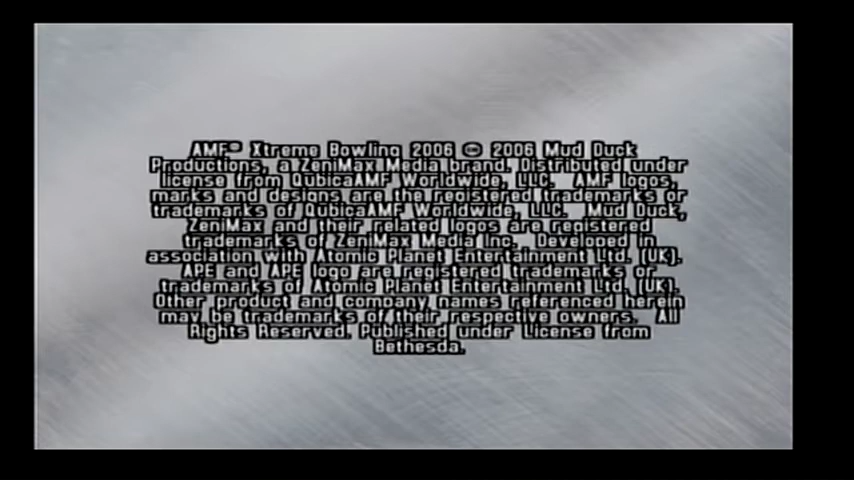 AMF® Xtreme Bowling 2006 © 2006 Mud Duck
Productions, a ZeniMax Media brand. Distributed under
license from QubicaAMF Worldwide, LLC.  AMF logos,
marks and designs are the registered trademarks or
trademarks of QubicaAMF Worldwide, LLC.  Mud Duck,
ZeniMax and their related logos are registered
trademarks of ZeniMax Media Inc.  Developed in
association with Atomic Planet Entertainment Ltd. (UK).
APE and APE logo are registered trademarks or
trademarks of Atomic Planet Entertainment Ltd. (UK).
Other product and company names referenced herein
may be trademarks of their respective owners.  All
Rights Reserved. Published under License from
Bethesda.